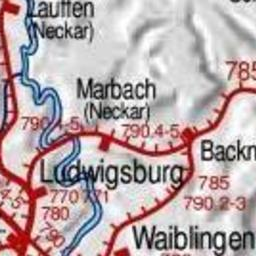 Lauffen
(Neckar)
Marbach
(Neckar)
785
790.4-5
790.4-5
Backn
Ludwigsburg
785
790.2-3
770 771
780
790
Waiblingen